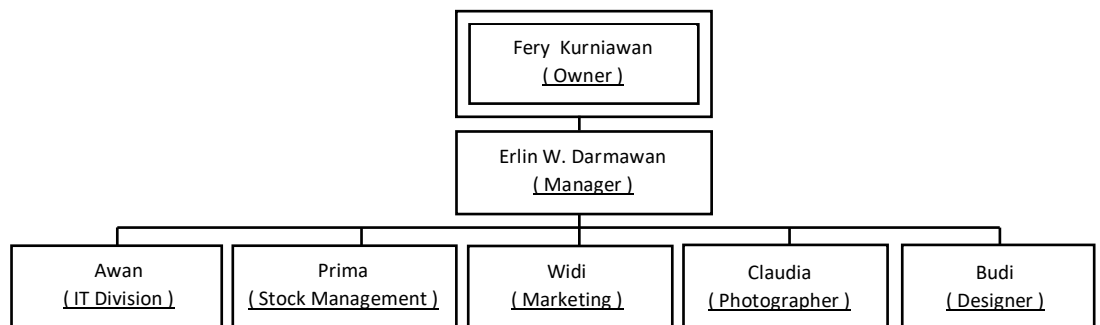 Fery Kurniawan
( Owner )
Erlin W. Darmawan
( Manager )
Awan
( IT Division )
Prima
( Stock Management )
Widi
( Marketing )
Claudia
( Photographer )
Budi
( Designer )